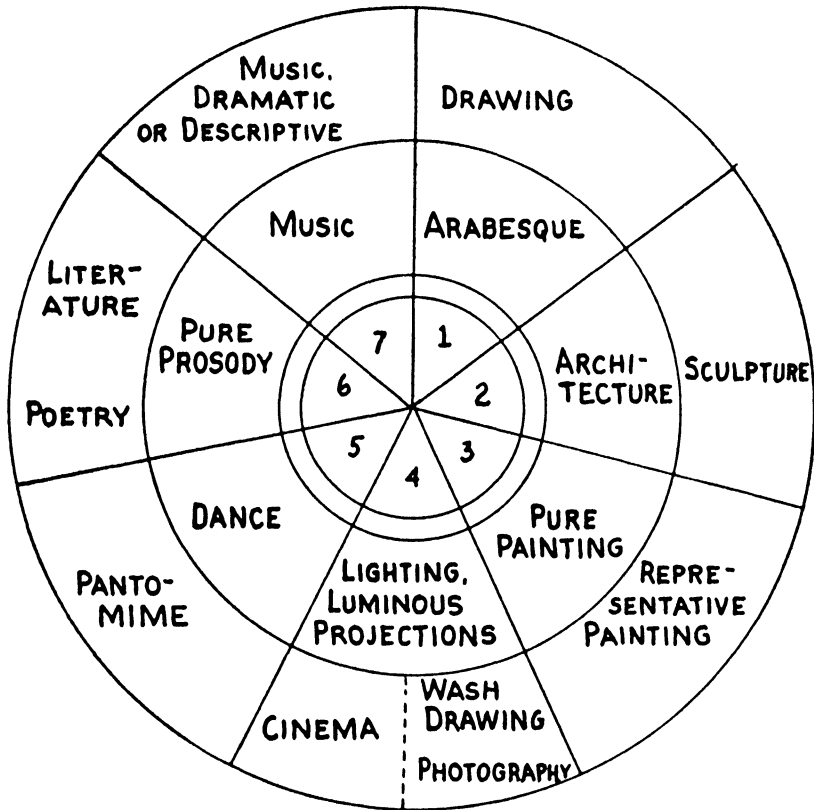 MUSIC.
DRAMATIC
OR DESCRIPTIVE
DRAWING
MUSIC
ARABESQUE
LITER-
ATURE
POETRY
PURE
PROSODY
7
1
6
2
5
3
4
ARCHI-
TECTURE
SCULPTURE
DANCE
PURE
PAINTING
PANTO-
MIME
LIGHTING,
LUMINOUS
PROJECTIONS
REPRE-
SENTATIVE
PAINTING
CINEMA
WASH
DRAWING
PHOTOGRAPHY